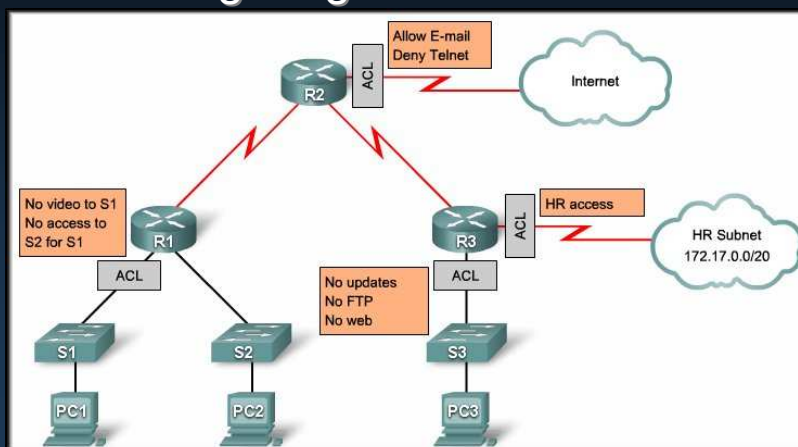 Allow E-mail
Deny Telnet
ACL
R2
Internet
No video to S1
No access to
S2 for S1
R1
ACL
R3
ACL
HR access
HR Subnet
172.17.0.0/20
No updates
No FTP
No web
ACL
S1
S2
S3
PC1
PC2
PC3